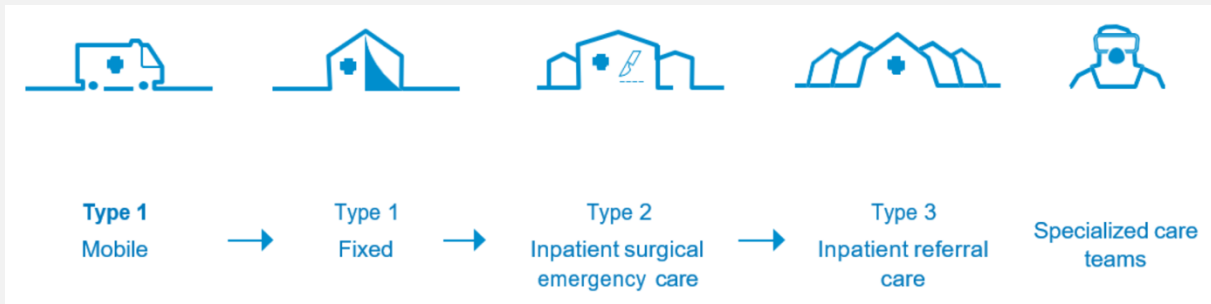 Type 1
Mobile
Type 1
Fixed
Type 2
Inpatient surgical
emergency care
Type 3
Inpatient referral
care
Specialized care
teams